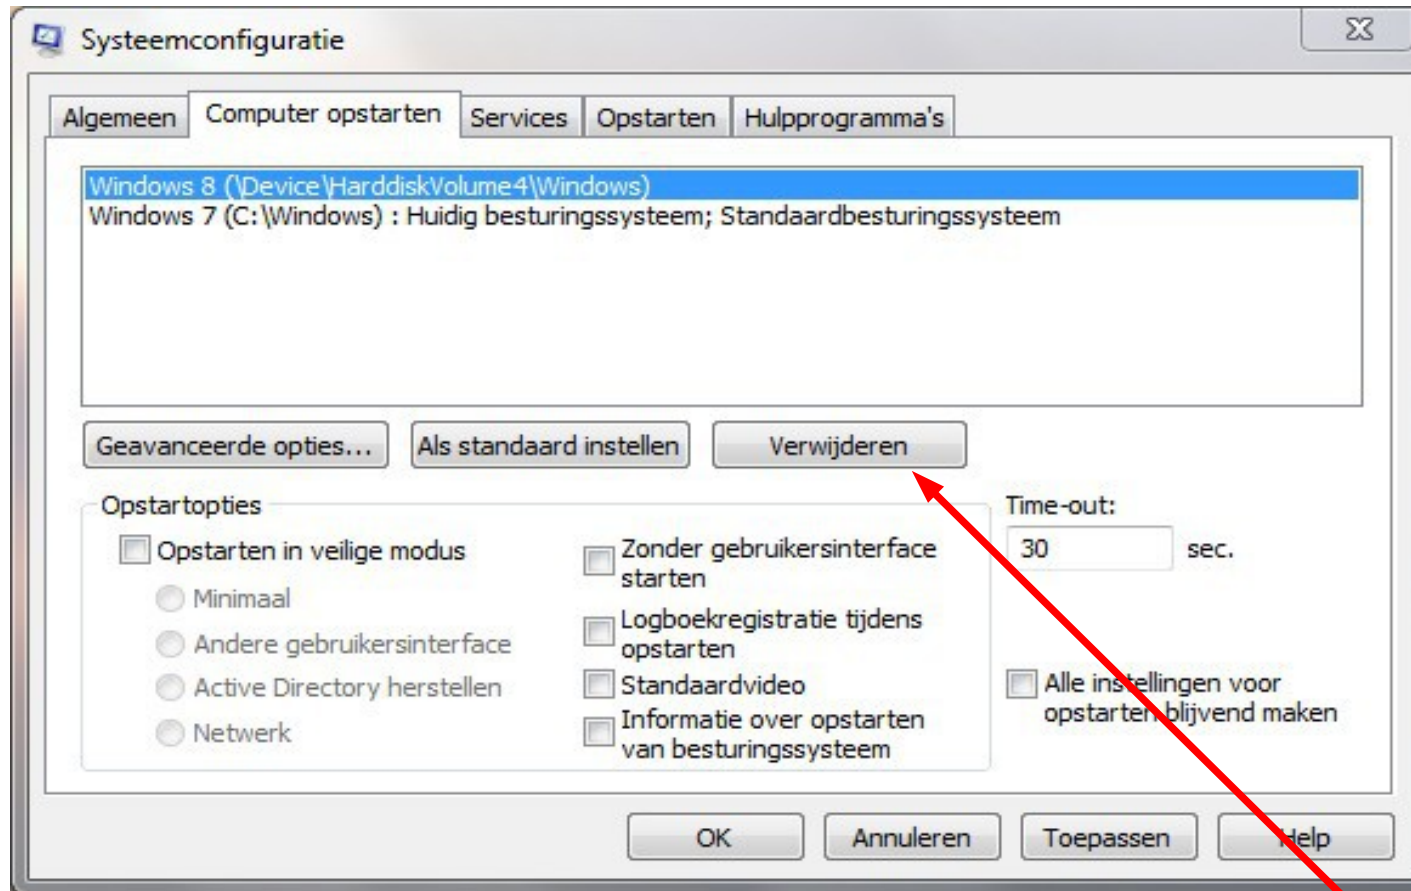 Systeemconfiguratie
Algemeen
Computer opstarten
Services
Opstarten
Hulpprogramma's
Windows 8 (\Device\HarddiskVolume4\Windows)
Windows 7 (C:\Windows) : Huidig besturingssysteem; Standaardbesturingssysteem
Geavanceerde opties...
Als standaard instellen
Verwijderen
Opstartopties
Opstarten in veilige modus
Minimaal
Andere gebruikersinterface
Active Directory herstellen
Netwerk
Zonder gebruikersinterface
starten
Logboekregistratie tijdens
opstarten
Standaardvideo
Informatie over opstarten
van besturingssysteem
Time-out:
30 sec.
Alle instellingen voor
opstarten blijvend maken
OK
Annuleren
Toepassen
Help